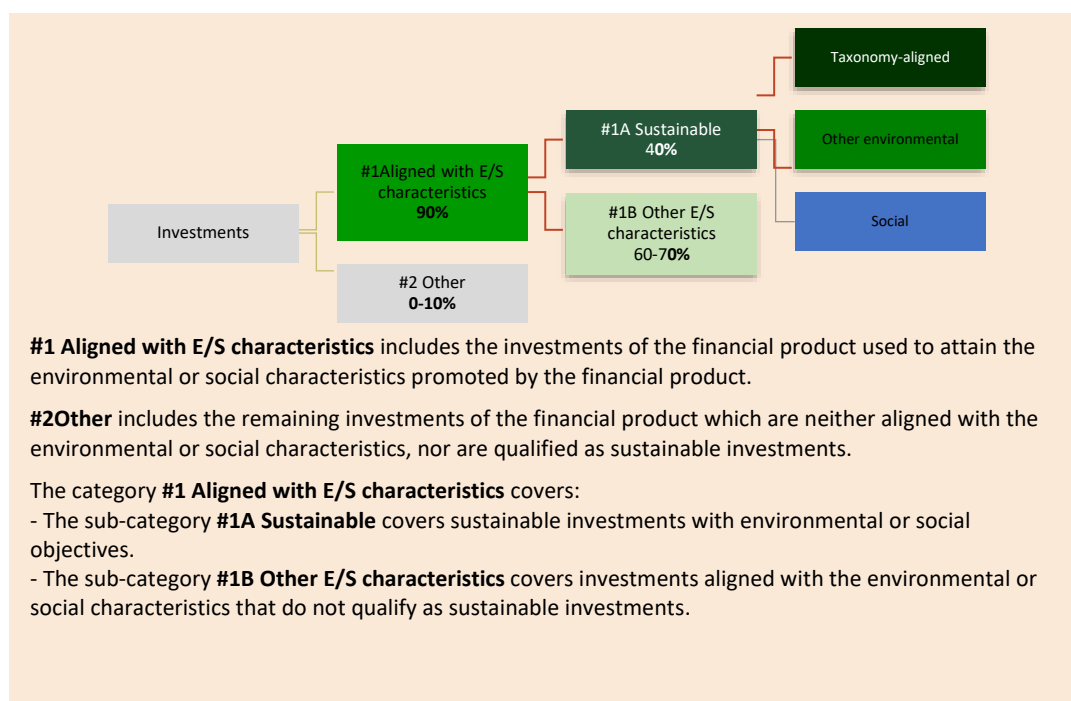 Taxonomy-aligned
#1A Sustainable
40%
Other environmental
#1Aligned with E/S
characteristics
90%
#1B Other E/S
characteristics
60-70%
Social
Investments
#2 Other
0-10%
#1 Aligned with E/S characteristics includes the investments of the financial product used to attain the
environmental or social characteristics promoted by the financial product.
#2Other includes the remaining investments of the financial product which are neither aligned with the
environmental or social characteristics, nor are qualified as sustainable investments.
The category #1 Aligned with E/S characteristics covers:
- The sub-category #1A Sustainable covers sustainable investments with environmental or social
objectives.
- The sub-category #1B Other E/S characteristics covers investments aligned with the environmental or
social characteristics that do not qualify as sustainable investments.